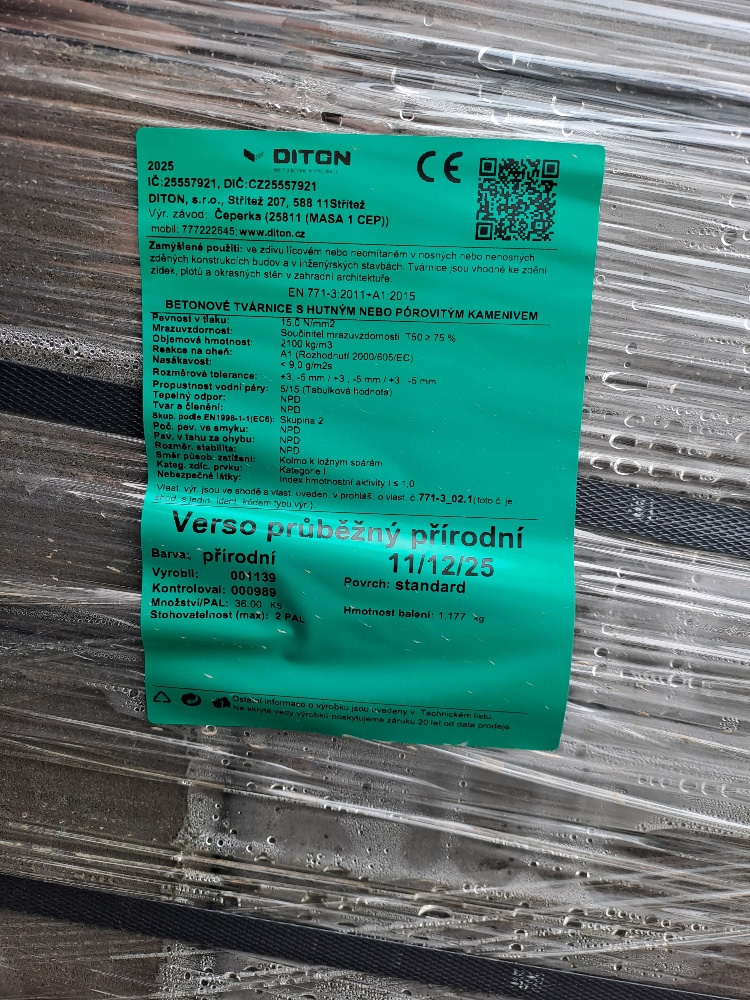 DITON
2025
IČ:25557921, DIČ:CZ25557921
DITON, s.r.o., Střítež 207, 588 11Střítež
Výr. závod: Čeperka (25811 (MASA 1 CEP))
mobil: 777222645; www.diton.cz
CE
Zamýšlené použití: ve zdivu lícovém nebo neomítaném v nosných nebo nenosných
zděných konstrukcích budov a v inženýrských stavbách. Tvárnice jsou vhodné ke zdění
zídek, plotů a okrasných stěn v zahradní architektuře.
EN 771-3:2011+A1:2015
BETONOVÉ TVÁRNICE S HUTNÝM NEBO PÓROVITÝM KAMENIVEM
Pevnost v tlaku: 15,0 N/mm2
Mrazuvzdornost: Součinitel mrazuvzdornosti T50 ≥ 75 %
Objemová hmotnost: 2100 kg/m3
Reakce na oheň: A1 (Rozhodnutí 2000/605/EC)
Nasákavost: < 9,0 g/m2s
Rozměrová tolerance: +3, -5 mm / +3, -5 mm / +3 -5 mm
Propustnost vodní páry: 5/15 (Tabulková hodnota)
Tepelný odpor: NPD
Tvar a členění: NPD
Skup. podle EN1996-1-1(EC6): Skupina 2
Poč. pev. ve smyku: NPD
Pev. v tahu za ohybu: NPD
Rozměr. stabilita: NPD
Směr působ. zatížení: Kolmo k ložným spárám
Kateg. zdíc. prvku: Kategorie I
Nebezpečné látky: Index hmotnostní aktivity I ≤ 1,0
Vlast. výr. jsou ve shodě s vlast. uveden. v prohláš. o vlast. č.771-3_02.1(toto č. je
shod. s jedin. ident. kódem typu výr.)
Verso průběžný přírodní
Barva: přírodní 11/12/25
Vyrobil: 001139 Povrch: standard
Kontroloval: 000989
Množství/PAL: 36.00 KS Hmotnost balení: 1,177 kg
Stohovatelnost (max): 2 PAL
Ostatní informace o výrobku jsou uvedeny v Technickém listu.
Na skryté vady výrobků poskytujeme záruku 20 let od data prodeje.